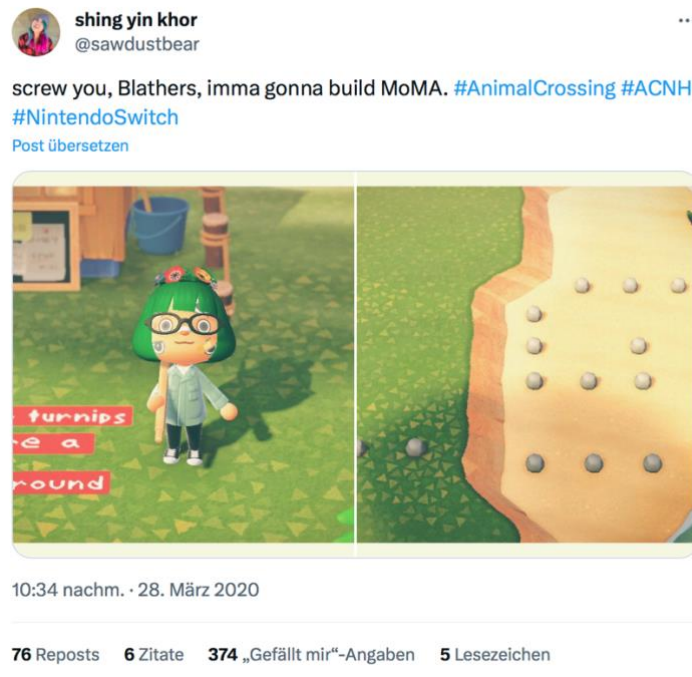 shing yin khor
@sawdustbear
screw you, Blathers, imma gonna build MoMA. #AnimalCrossing #ACNH
#NintendoSwitch
Post übersetzen
turnips
e a
round
10:34 nachm. · 28. März 2020
76 Reposts 6 Zitate 374 „Gefällt mir“-Angaben 5 Lesezeichen